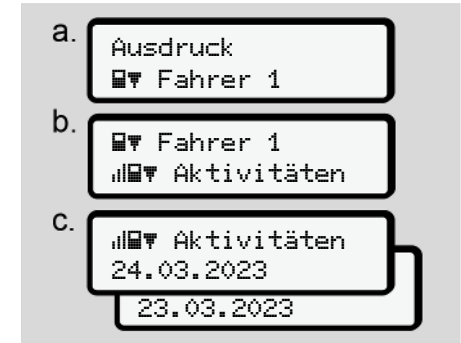 a.
Ausdruck
Fahrer 1
b.
Fahrer 1
Aktivitäten
c.
Aktivitäten
24.03.2023
23.03.2023